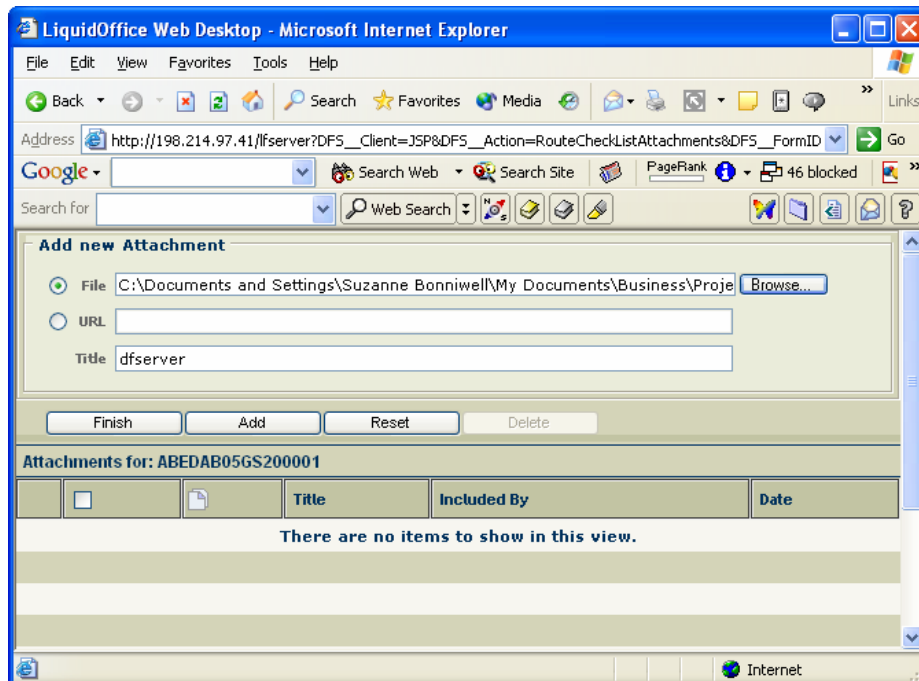 LiquidOffice Web Desktop - Microsoft Internet Explorer
File Edit View Favorites Tools Help
Back Search Favorites Media » Links
Address http://198.214.97.41/lfserver?DFS__Client=JSP&DFS__Action=RouteCheckListAttachments&DFS__FormID Go
Google Search Web Search Site PageRank 46 blocked »
Search for Web Search
Add new Attachment
File C:\Documents and Settings\Suzanne Bonniwell\My Documents\Business\Proje Browse...
URL
Title dfserver
Finish Add Reset Delete
Attachments for: ABEDAB05GS200001
Title Included By Date
There are no items to show in this view.
Internet